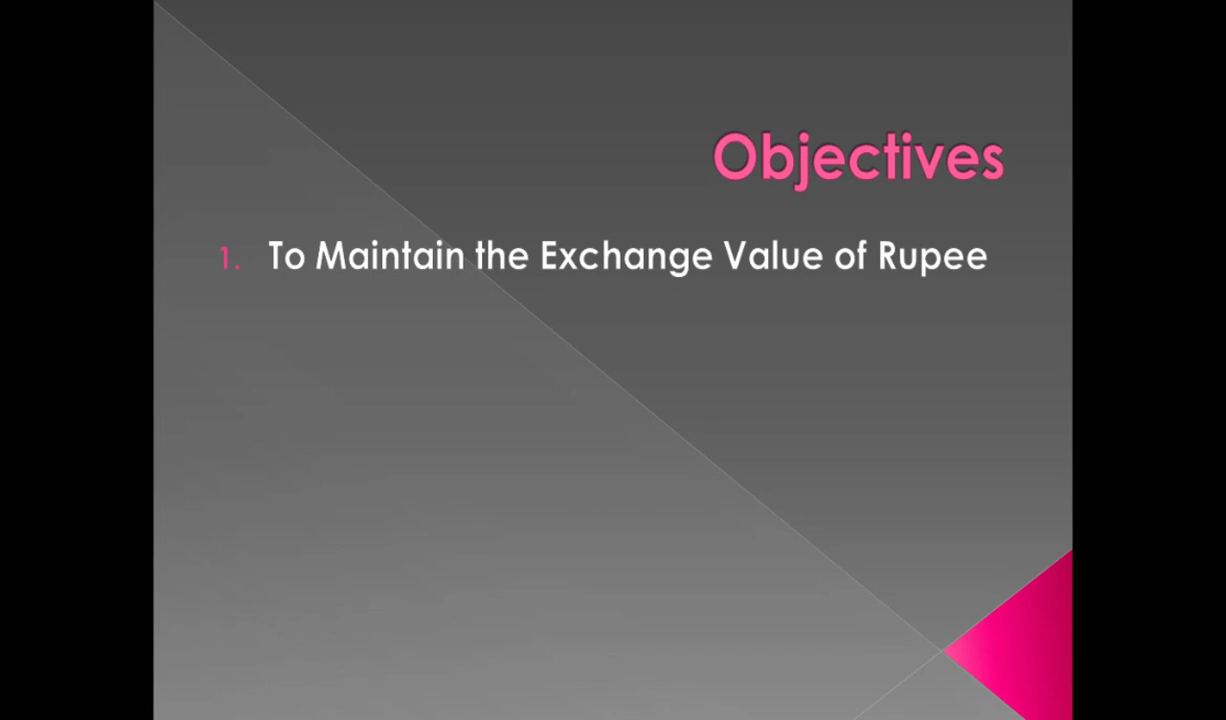 Objectives
1. To Maintain the Exchange Value of Rupee